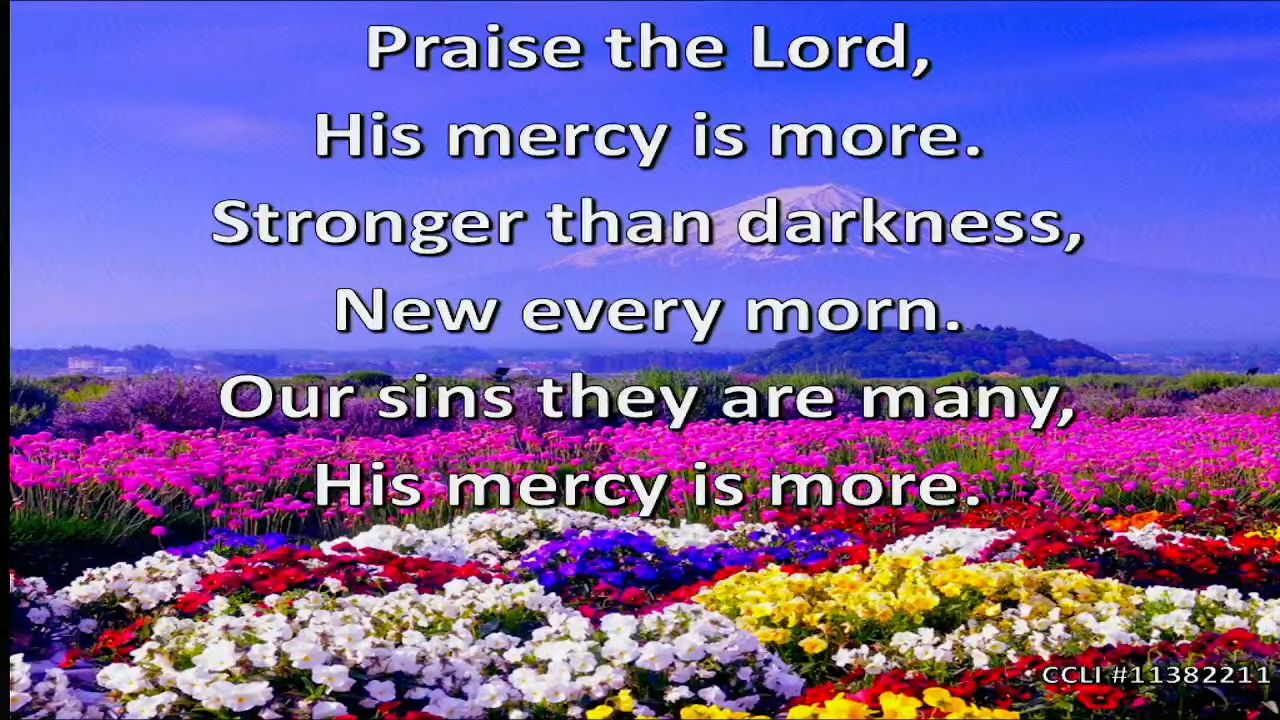 Praise the Lord,
His mercy is more.
Stronger than darkness,
New every morn.
Our sins they are many,
His mercy is more.
CCLI #11382211